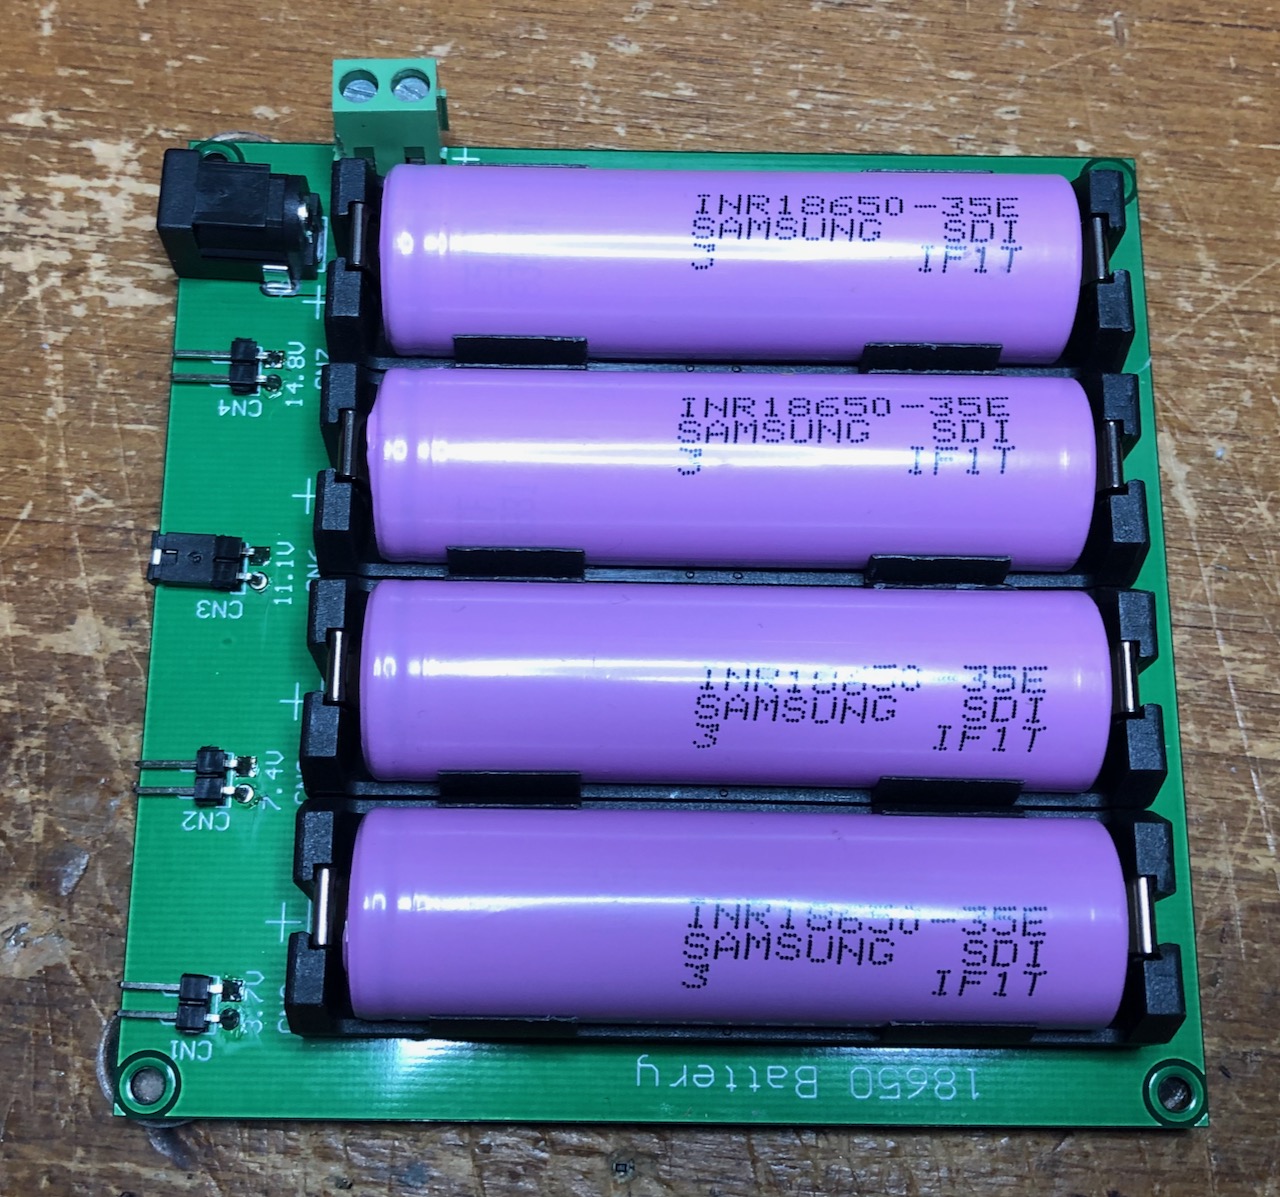 +
INR18650-35E
SAMSUNG SDI
3 IF1T
+
14.8V
CN4
INR18650-35E
SAMSUNG SDI
3 IF1T
+
11.1V
CN3
INR18650-35E
SAMSUNG SDI
3 IF1T
+
7.4V
CN2
INR18650-35E
SAMSUNG SDI
3 IF1T
+
3.7V
CN1
18650 Battery